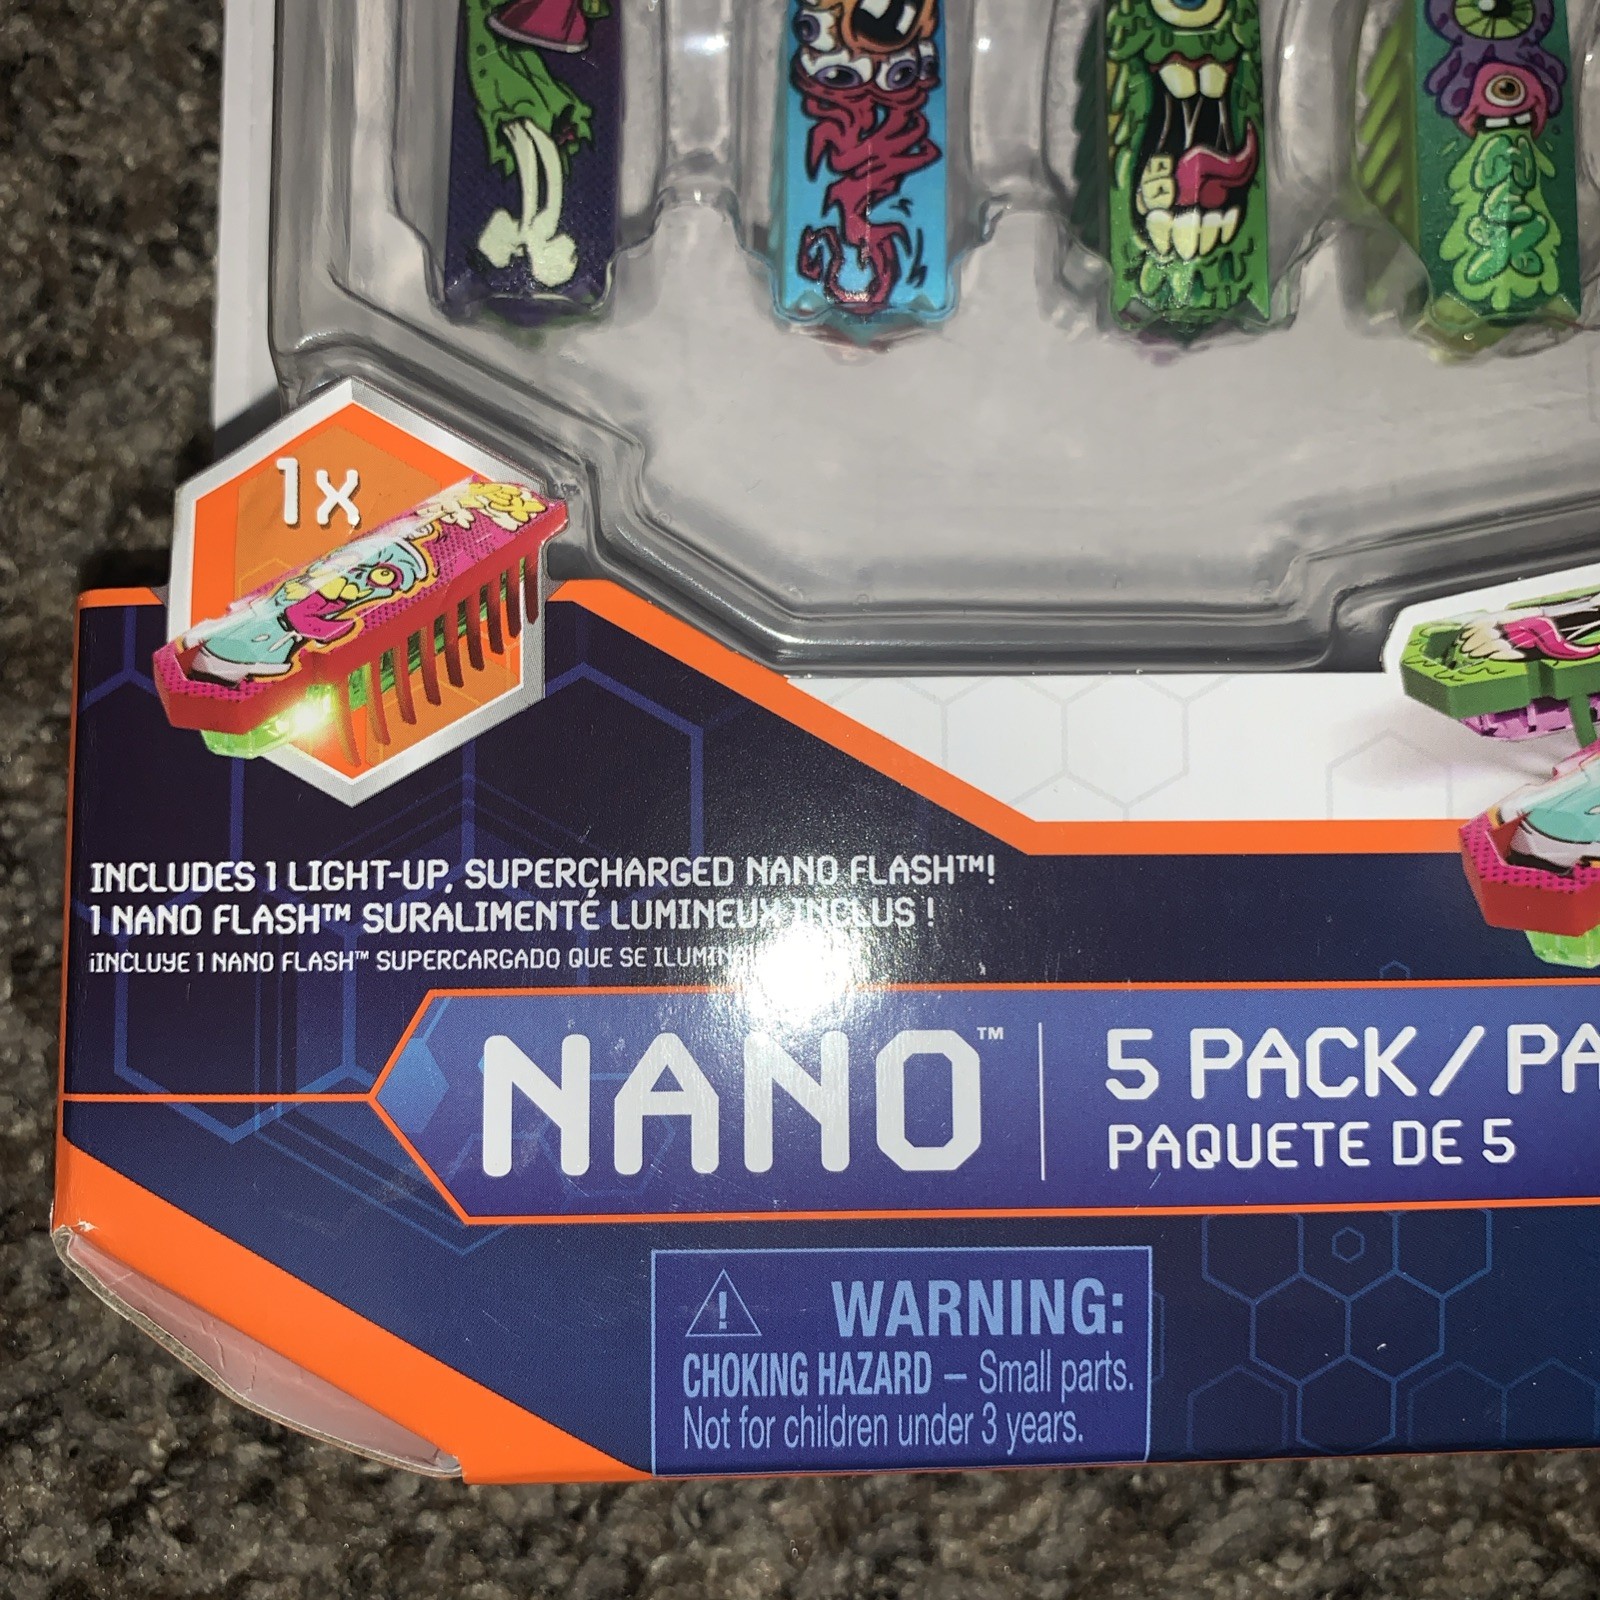 1x
INCLUDES 1 LIGHT-UP, SUPERCHARGED NANO FLASH™!
1 NANO FLASH™ SURALIMENTÉ LUMINEUX INCLUS !
¡INCLUYE 1 NANO FLASH™ SUPERCARGADO QUE SE
NANO™
5 PACK / PA
PAQUETE DE 5
WARNING:
CHOKING HAZARD – Small parts.
Not for children under 3 years.